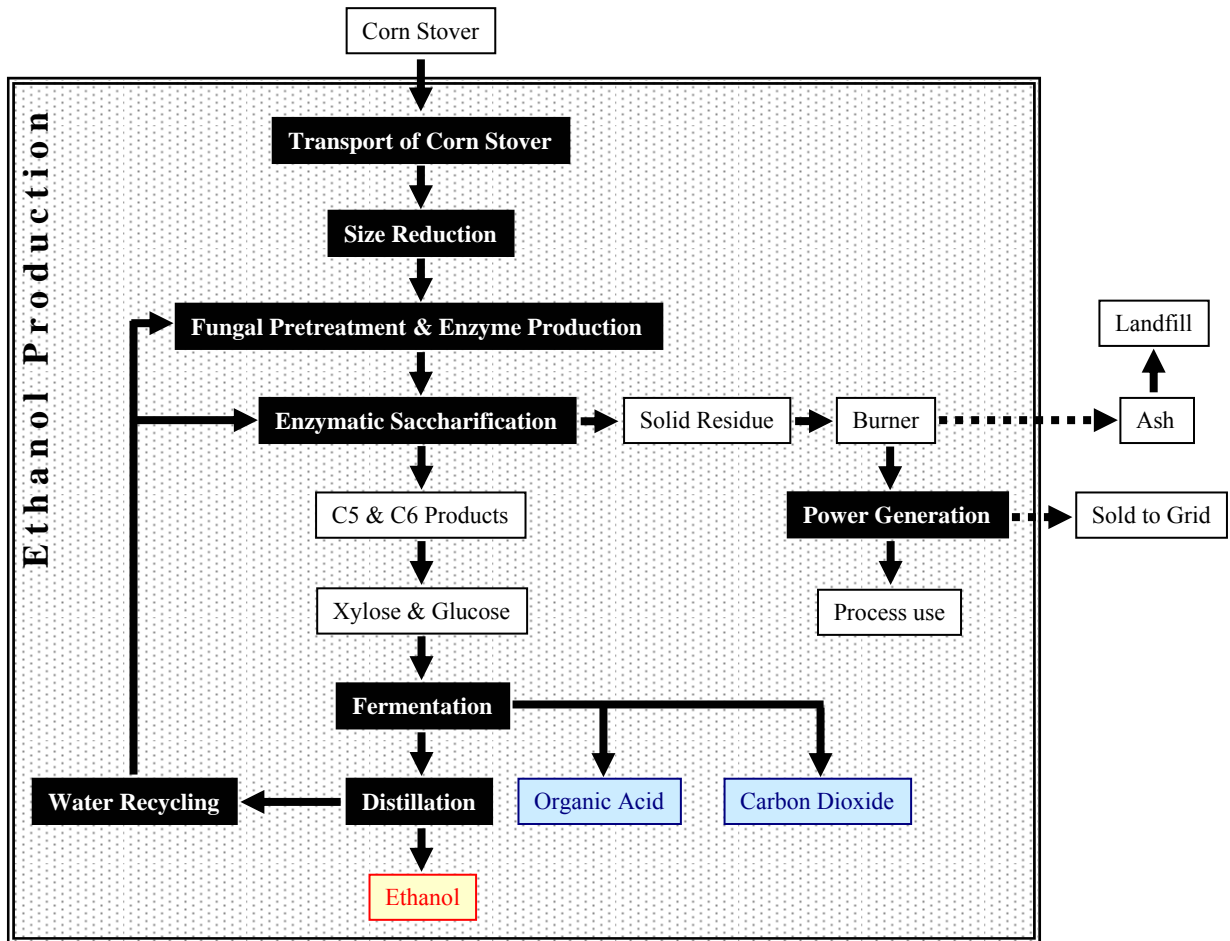 Corn Stover
Ethanol Production
Transport of Corn Stover
Size Reduction
Fungal Pretreatment & Enzyme Production
Landfill
Enzymatic Saccharification
Solid Residue
Burner
Ash
C5 & C6 Products
Power Generation
Sold to Grid
Xylose & Glucose
Process use
Fermentation
Water Recycling
Distillation
Organic Acid
Carbon Dioxide
Ethanol